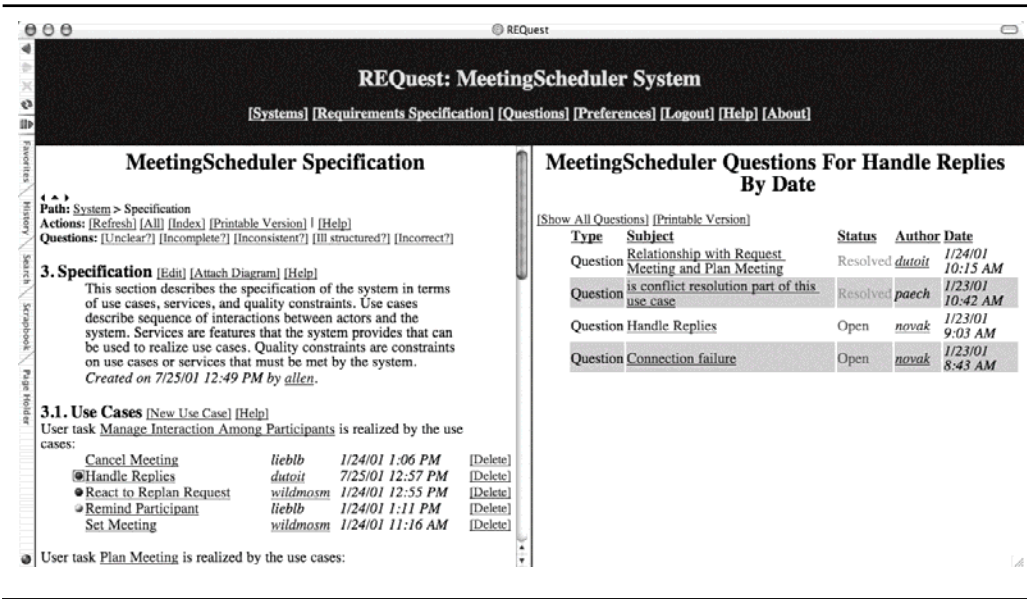 REQuest
REQuest: MeetingScheduler System
[Systems] [Requirements Specification] [Questions] [Preferences] [Logout] [Help] [About]
Favorites
History
Search
Scrapbook
Page Holder
MeetingScheduler Specification
Path: System > Specification
Actions: [Refresh] [All] [Index] [Printable Version] | [Help]
Questions: [Unclear?] [Incomplete?] [Inconsistent?] [Ill structured?] [Incorrect?]
3. Specification [Edit] [Attach Diagram] [Help]
This section describes the specification of the system in terms
of use cases, services, and quality constraints. Use cases
describe sequence of interactions between actors and the
system. Services are features that the system provides that can
be used to realize use cases. Quality constraints are constraints
on use cases or services that must be met by the system.
Created on 7/25/01 12:49 PM by allen.
3.1. Use Cases [New Use Case] [Help]
User task Manage Interaction Among Participants is realized by the use
cases:
Cancel Meeting lieblb 1/24/01 1:06 PM [Delete]
Handle Replies dutoit 7/25/01 12:57 PM [Delete]
React to Replan Request wildmosm 1/24/01 12:55 PM [Delete]
Remind Participant lieblb 1/24/01 1:11 PM [Delete]
Set Meeting wildmosm 1/24/01 11:16 AM [Delete]
User task Plan Meeting is realized by the use cases:
MeetingScheduler Questions For Handle Replies
By Date
[Show All Questions] [Printable Version]
Type Subject Status Author Date
Question Relationship with Request Resolved dutoit 1/24/01
Meeting and Plan Meeting 10:15 AM
Question is conflict resolution part of this Resolved paech 1/23/01
use case 10:42 AM
Question Handle Replies Open novak 1/23/01
9:03 AM
Question Connection failure Open novak 1/23/01
8:43 AM